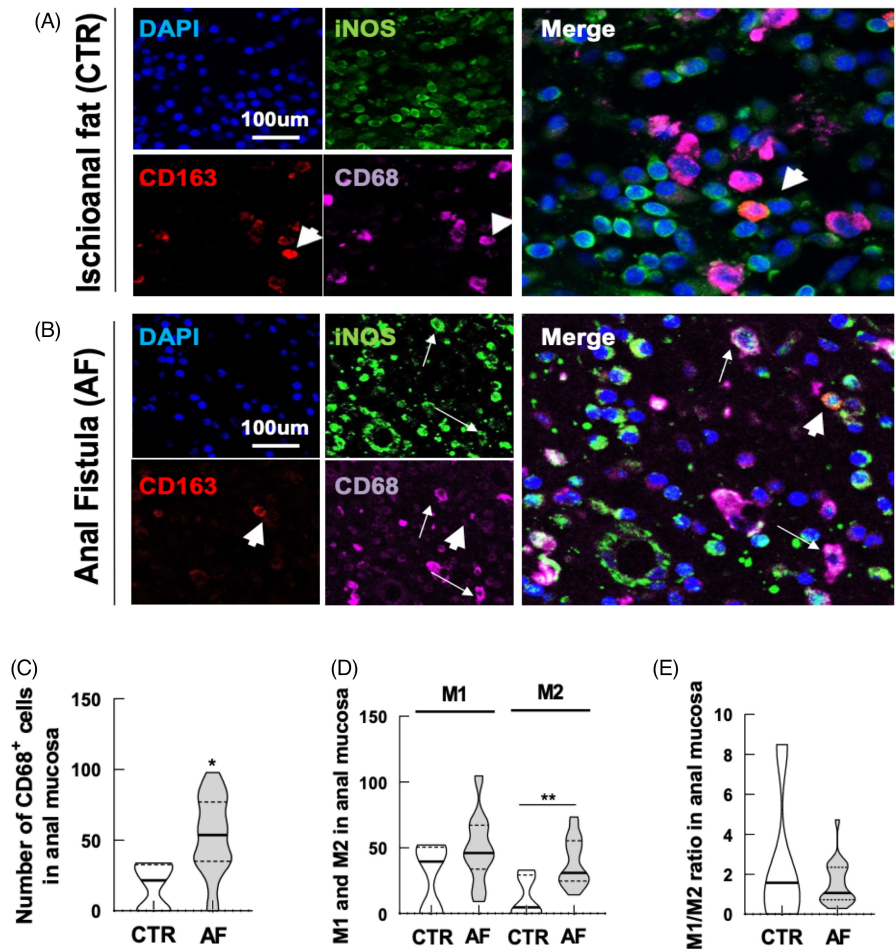 (A)
Ischioanal fat (CTR)
DAPI
iNOS
Merge
100um
CD163
CD68
(B)
Anal Fistula (AF)
DAPI
iNOS
Merge
100um
CD163
CD68
(C)
Number of CD68+ cells
in anal mucosa
150
100
50
0
*
CTR
AF
(D)
M1 and M2 in anal mucosa
M1
M2
150
100
50
0
**
CTR
AF
CTR
AF
(E)
M1/M2 ratio in anal mucosa
10
8
6
4
2
0
CTR
AF